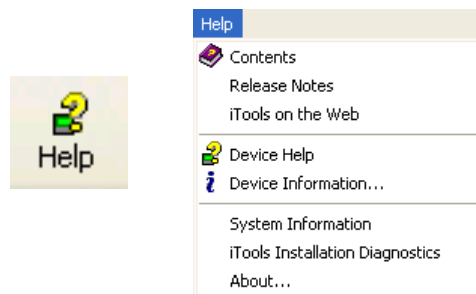 Help
Help
Contents
Release Notes
iTools on the Web
Device Help
Device Information...
System Information
iTools Installation Diagnostics
About...